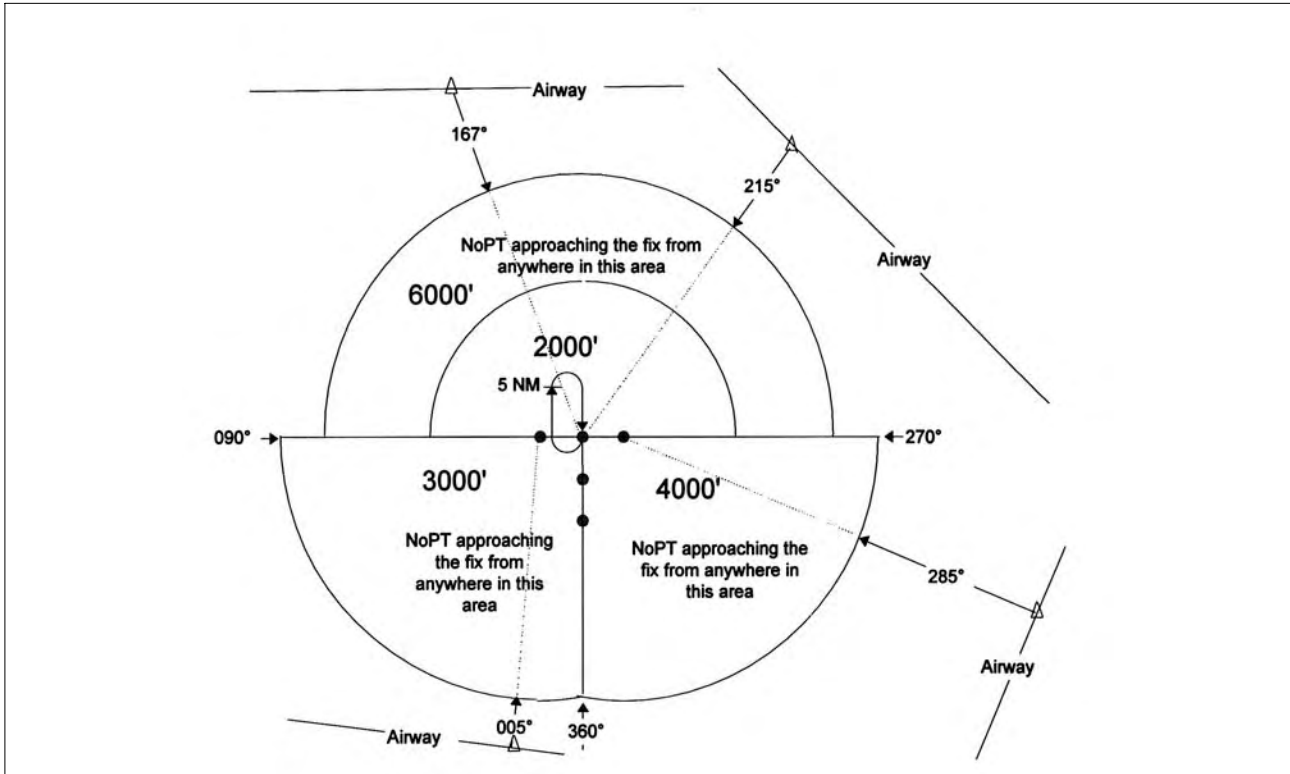 Airway
167°
215°
Airway
NoPT approaching the fix from
anywhere in this area
6000'
2000'
5 NM
090°
270°
3000'
4000'
NoPT approaching
the fix from
anywhere in this
area
NoPT approaching the
fix from anywhere in
this area
285°
Airway
005°
360°
Airway